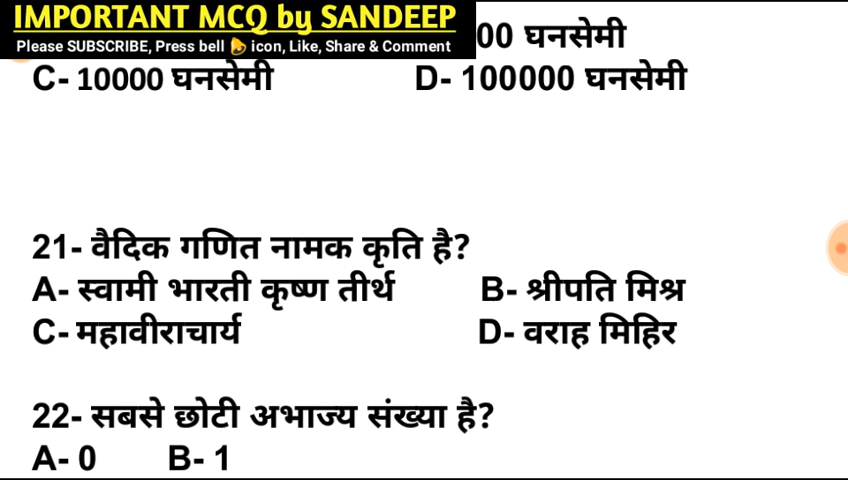 IMPORTANT MCQ by SANDEEP
Please SUBSCRIBE, Press bell icon, Like, Share & Comment
00 घनसेमी
C- 10000 घनसेमी D- 100000 घनसेमी
21- वैदिक गणित नामक कृति है?
A- स्वामी भारती कृष्ण तीर्थ B- श्रीपति मिश्र
C- महावीराचार्य D- वराह मिहिर
22- सबसे छोटी अभाज्य संख्या है?
A- 0 B- 1